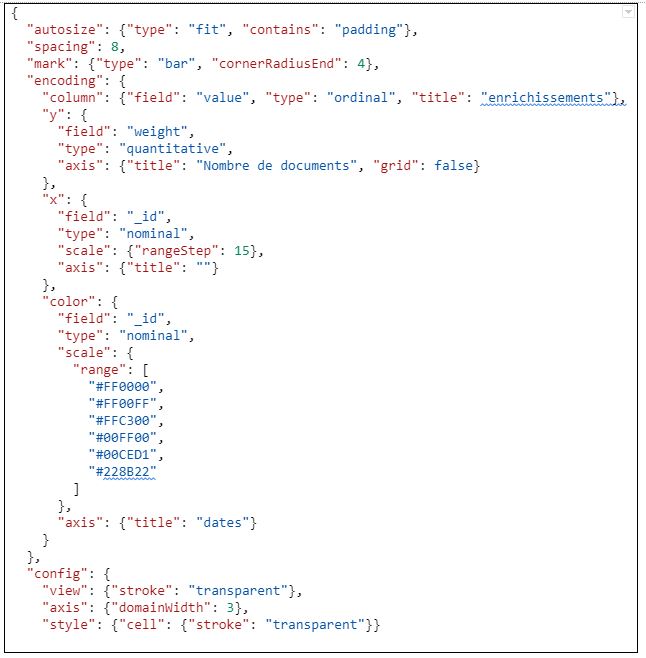 {
  "autosize": {"type": "fit", "contains": "padding"},
  "spacing": 8,
  "mark": {"type": "bar", "cornerRadiusEnd": 4},
  "encoding": {
    "column": {"field": "value", "type": "ordinal", "title": "enrichissements"},
    "y": {
      "field": "weight",
      "type": "quantitative",
      "axis": {"title": "Nombre de documents", "grid": false}
    },
    "x": {
      "field": "_id",
      "type": "nominal",
      "scale": {"rangeStep": 15},
      "axis": {"title": ""}
    },
    "color": {
      "field": "_id",
      "type": "nominal",
      "scale": {
        "range": [
          "#FF0000",
          "#FF00FF",
          "#FFC300",
          "#00FF00",
          "#00CED1",
          "#228B22"
        ]
      },
      "axis": {"title": "dates"}
    }
  },
  "config": {
    "view": {"stroke": "transparent"},
    "axis": {"domainWidth": 3},
    "style": {"cell": {"stroke": "transparent"}}